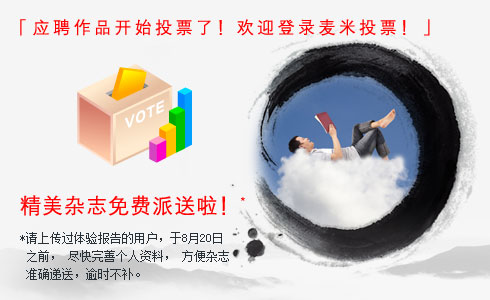 「应聘作品开始投票了！欢迎登录麦米投票！」
VOTE
精美杂志免费派送啦！*
*请上传过体验报告的用户，于8月20日
之前， 尽快完善个人资料， 方便杂志
准确递送，逾时不补。